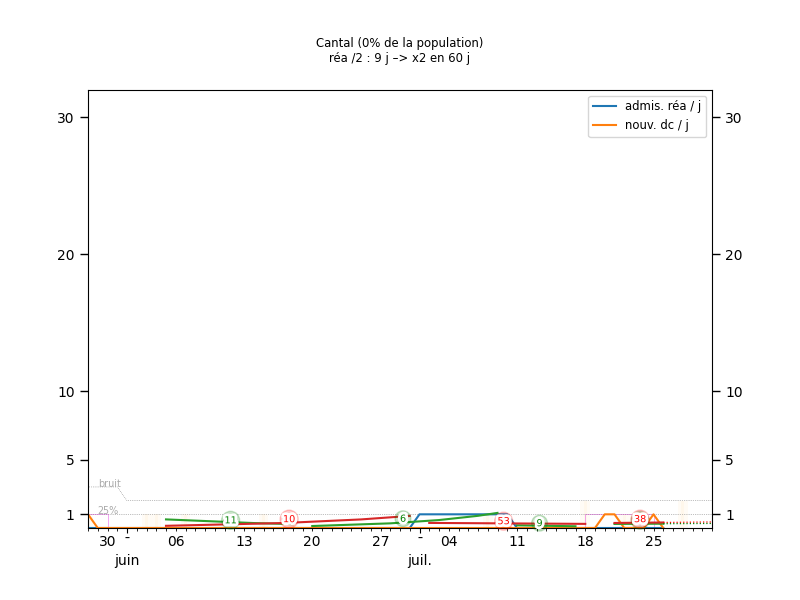 Cantal (0% de la population)
réa /2 : 9 j –> x2 en 60 j
admis. réa / j
nouv. dc / j
30 30
20 20
10 10
5 5
1 1
bruit
25%
11 10 6 53 9 38
30 - 06 13 20 27 - 04 11 18 25
juin juil.